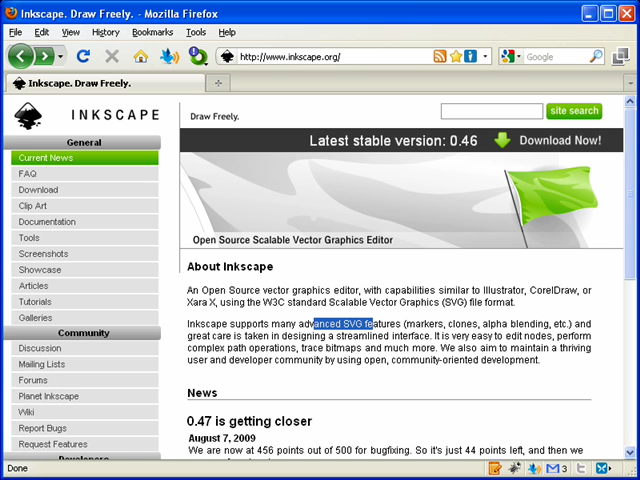 Inkscape. Draw Freely. - Mozilla Firefox
File Edit View History Bookmarks Tools Help
http://www.inkscape.org/
Google
Inkscape. Draw Freely.
INKSCAPE
Draw Freely.
site search
Latest stable version: 0.46 Download Now!
Open Source Scalable Vector Graphics Editor
General
Current News
FAQ
Download
Clip Art
Documentation
Tools
Screenshots
Showcase
Articles
Tutorials
Galleries
Community
Discussion
Mailing Lists
Forums
Planet Inkscape
Wiki
Report Bugs
Request Features
Developers
About Inkscape
An Open Source vector graphics editor, with capabilities similar to Illustrator, CorelDraw, or
Xara X, using the W3C standard Scalable Vector Graphics (SVG) file format.
Inkscape supports many advanced SVG features (markers, clones, alpha blending, etc.) and
great care is taken in designing a streamlined interface. It is very easy to edit nodes, perform
complex path operations, trace bitmaps and much more. We also aim to maintain a thriving
user and developer community by using open, community-oriented development.
News
0.47 is getting closer
August 7, 2009
We are now at 456 points out of 500 for bugfixing. So it's just 44 points left, and then we
Done
3